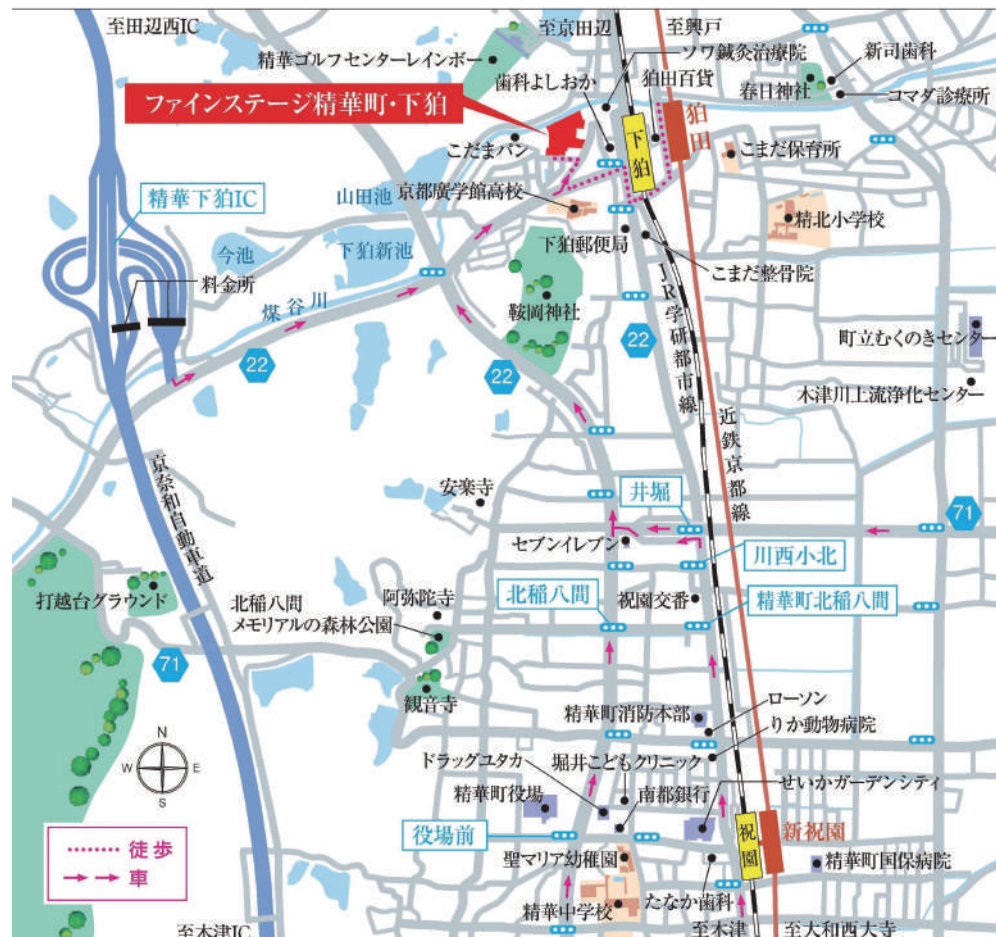 至田辺西IC
至京田辺
至興戸
精華ゴルフセンターレインボー
ソワ鍼灸治療院
新司歯科
歯科よしおか
狛田百貨
春日神社
コマダ診療所
ファインステージ精華町・下狛
狛田
下狛
こだまパン
こまだ保育所
山田池
京都廣学館高校
精華下狛IC
精北小学校
下狛郵便局
今池
下狛新池
こまだ整骨院
料金所
煤谷川
鞍岡神社
JR学研都市線
22
22
22
町立むくのきセンター
木津川上流浄化センター
近鉄京都線
京奈和自動車道
安楽寺
井堀
71
セブンイレブン
川西小北
打越台グラウンド
北稲八間
メモリアルの森林公園
阿弥陀寺
北稲八間
祝園交番
精華町北稲八間
71
観音寺
ローソン
精華町消防本部
りか動物病院
N
W
E
S
ドラッグユタカ
堀井こどもクリニック
精華町役場
南都銀行
せいかガーデンシティ
役場前
祝園
新祝園
徒歩
車
聖マリア幼稚園
精華町国保病院
精華中学校
たなか歯科
至木津IC
至木津
至大和西大寺